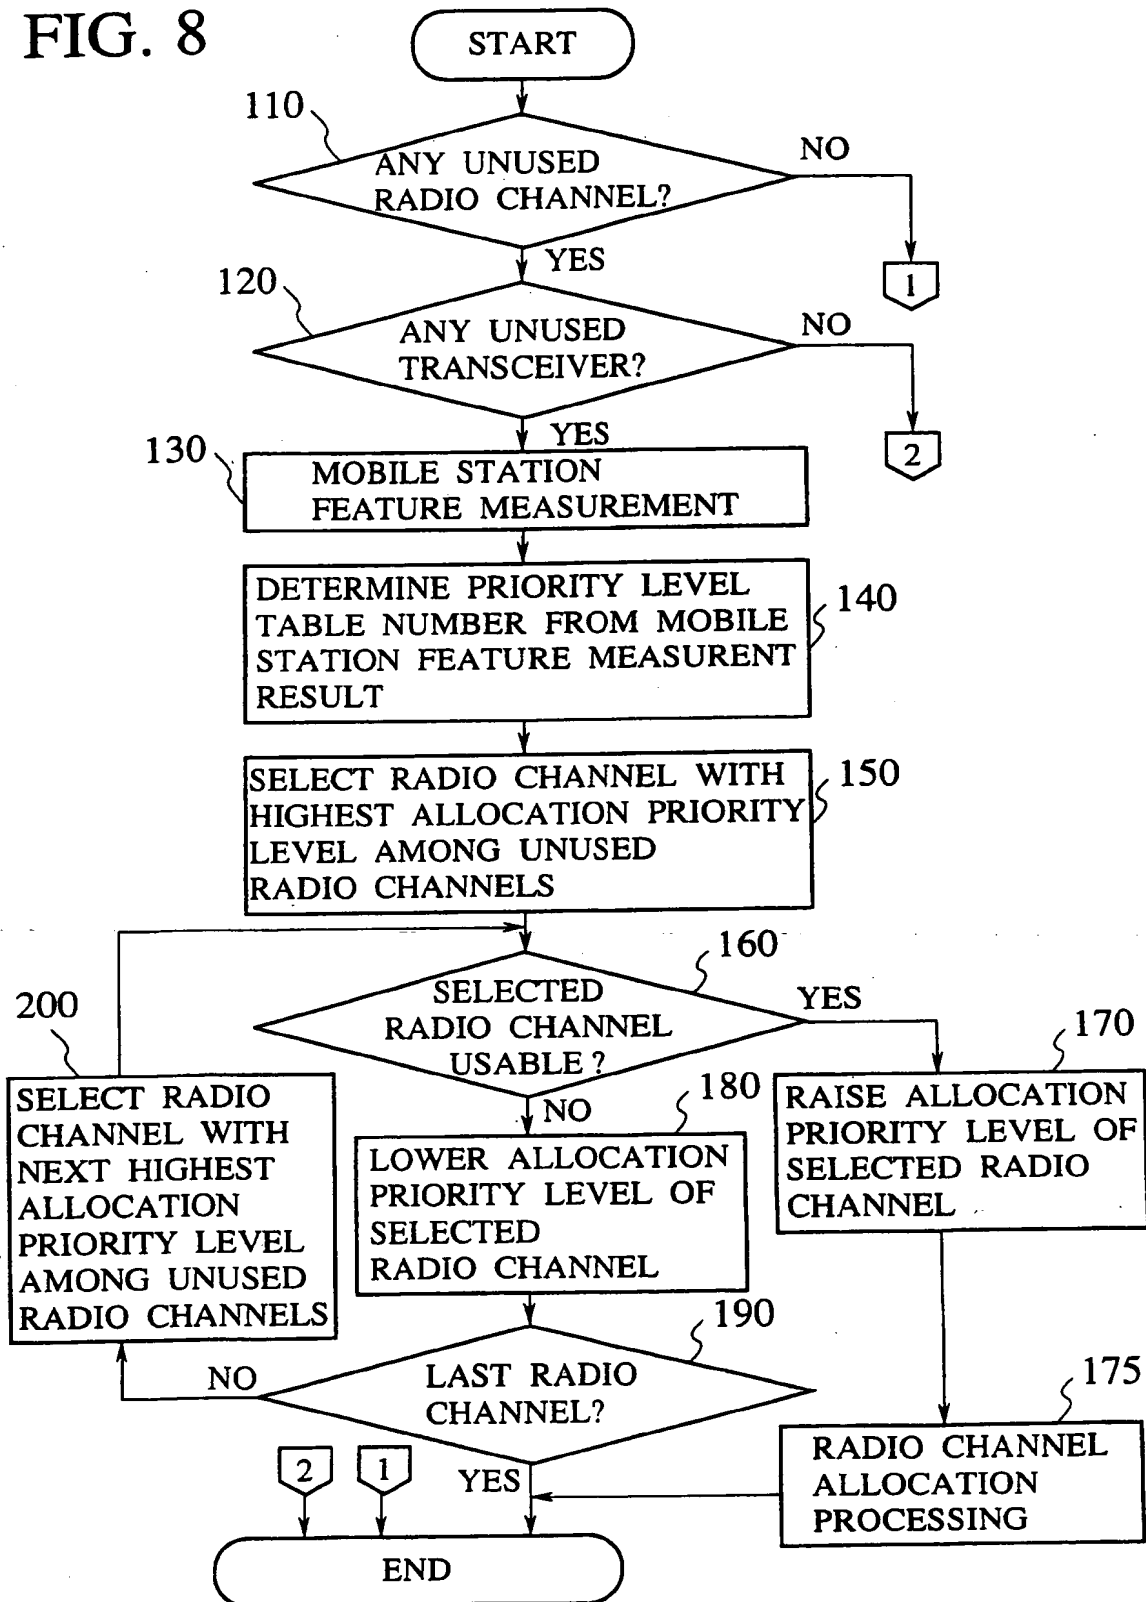 FIG. 8
START
110
ANY UNUSED
RADIO CHANNEL?
NO
1
YES
120
ANY UNUSED
TRANSCEIVER?
NO
2
YES
130
MOBILE STATION
FEATURE MEASUREMENT
DETERMINE PRIORITY LEVEL
TABLE NUMBER FROM MOBILE
STATION FEATURE MEASURENT
RESULT
140
SELECT RADIO CHANNEL WITH
HIGHEST ALLOCATION PRIORITY
LEVEL AMONG UNUSED
RADIO CHANNELS
150
160
SELECTED
RADIO CHANNEL
USABLE ?
YES
NO
200
SELECT RADIO
CHANNEL WITH
NEXT HIGHEST
ALLOCATION
PRIORITY LEVEL
AMONG UNUSED
RADIO CHANNELS
180
LOWER ALLOCATION
PRIORITY LEVEL OF
SELECTED
RADIO CHANNEL
170
RAISE ALLOCATION
PRIORITY LEVEL OF
SELECTED RADIO
CHANNEL
190
LAST RADIO
CHANNEL?
NO
YES
175
RADIO CHANNEL
ALLOCATION
PROCESSING
2
1
END